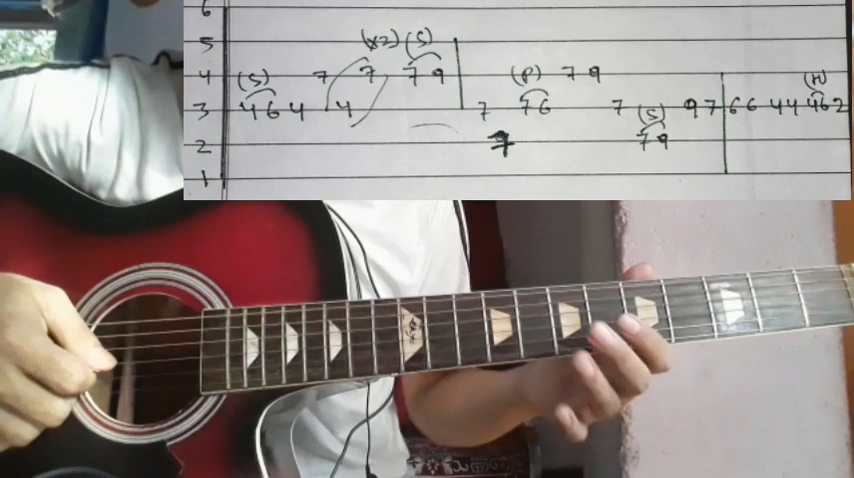 6
5 (x2) (S)
4 (S) 7 7 7 9 (P) 7 9 (H)
3 4 6 4 4 7 7 6 7 (S) 9 7 6 6 4 4 4 6 2
2 7 7 9
1